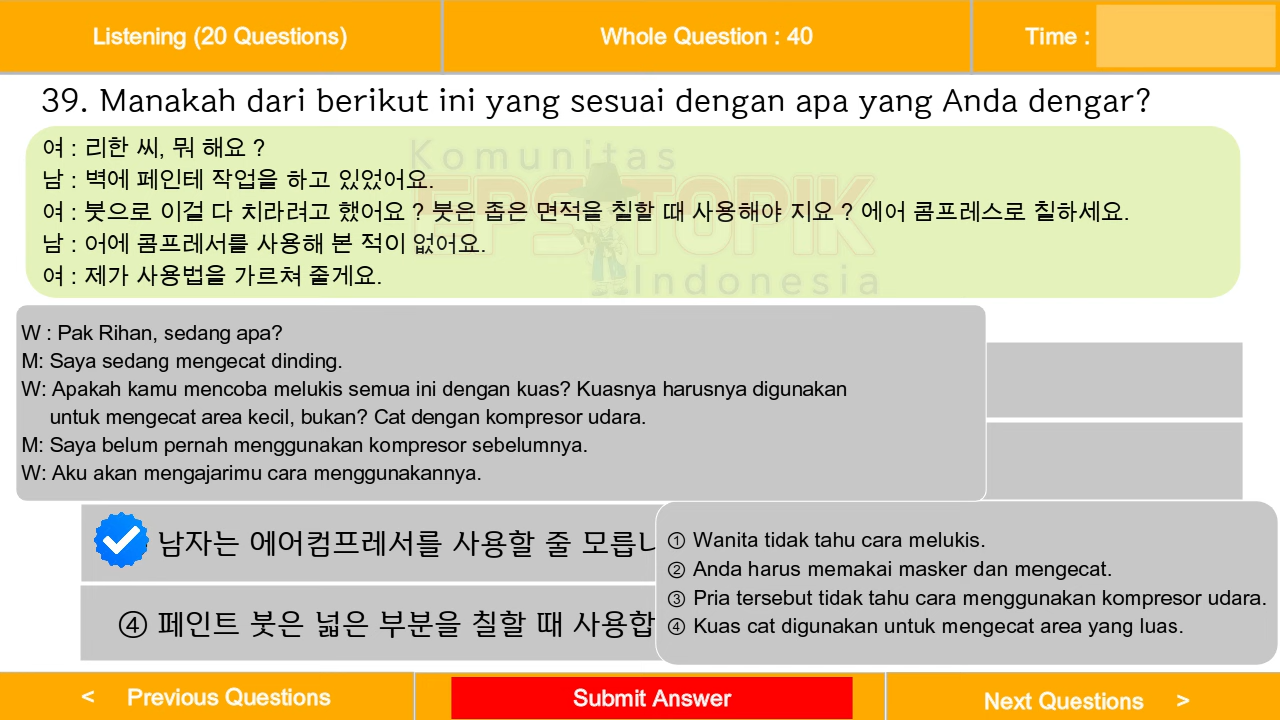 Listening (20 Questions)
Whole Question : 40
Time :
39. Manakah dari berikut ini yang sesuai dengan apa yang Anda dengar?
Komunitas
EPS TOPIK
Indonesia
여 : 리한 씨, 뭐 해요 ?
남 : 벽에 페인테 작업을 하고 있었어요.
여 : 붓으로 이걸 다 치라려고 했어요 ? 붓은 좁은 면적을 칠할 때 사용해야 지요 ? 에어 콤프레스로 칠하세요.
남 : 어에 콤프레서를 사용해 본 적이 없어요.
여 : 제가 사용법을 가르쳐 줄게요.
W : Pak Rihan, sedang apa?
M: Saya sedang mengecat dinding.
W: Apakah kamu mencoba melukis semua ini dengan kuas? Kuasnya harusnya digunakan
untuk mengecat area kecil, bukan? Cat dengan kompresor udara.
M: Saya belum pernah menggunakan kompresor sebelumnya.
W: Aku akan mengajarimu cara menggunakannya.
남자는 에어컴프레서를 사용할 줄 모릅
④ 페인트 붓은 넓은 부분을 칠할 때 사용합
① Wanita tidak tahu cara melukis.
② Anda harus memakai masker dan mengecat.
③ Pria tersebut tidak tahu cara menggunakan kompresor udara.
④ Kuas cat digunakan untuk mengecat area yang luas.
< Previous Questions
Submit Answer
Next Questions >